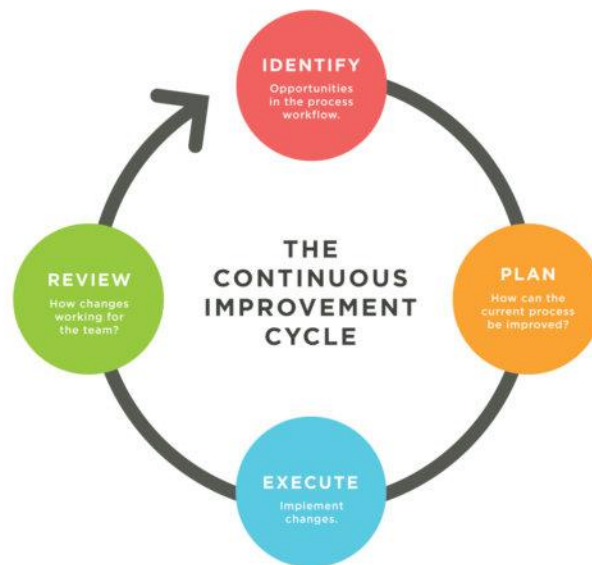 IDENTIFY
Opportunities
in the process
workflow.
PLAN
How can the
current process
be improved?
EXECUTE
Implement
changes.
REVIEW
How changes
working for
the team?
THE
CONTINUOUS
IMPROVEMENT
CYCLE